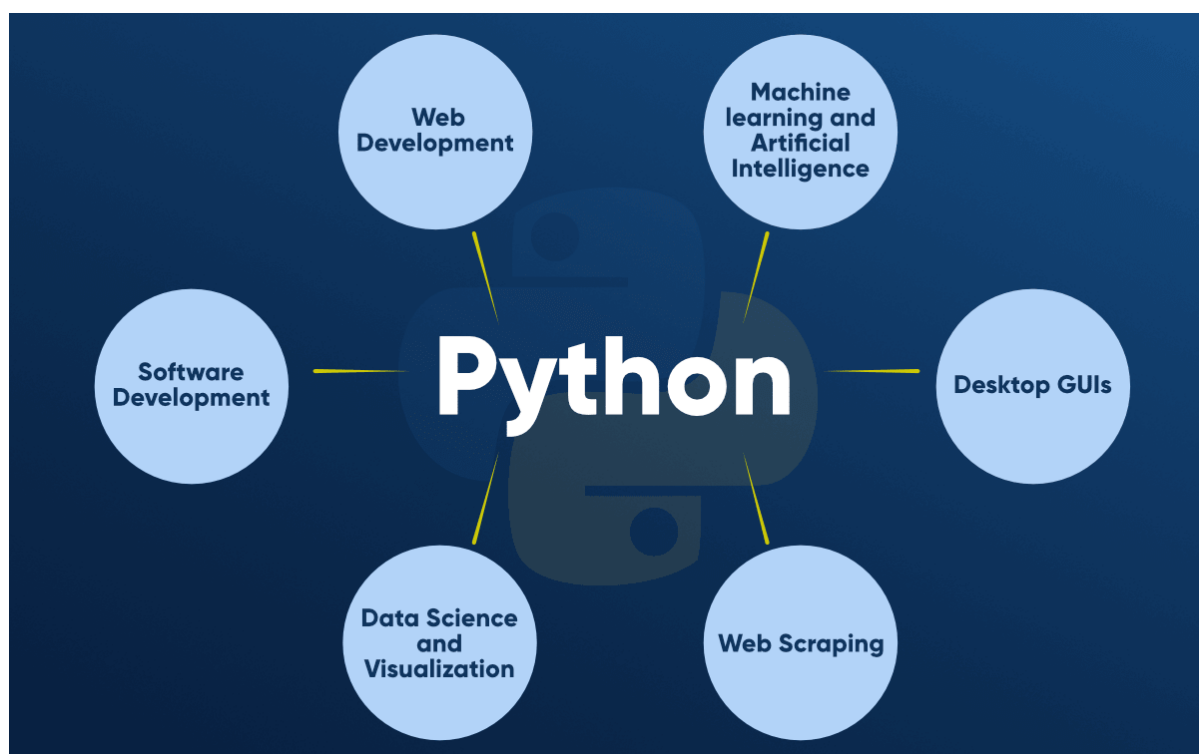 Web
Development
Machine
learning and
Artificial
Intelligence
Software
Development
Python
Desktop GUIs
Data Science
and
Visualization
Web Scraping